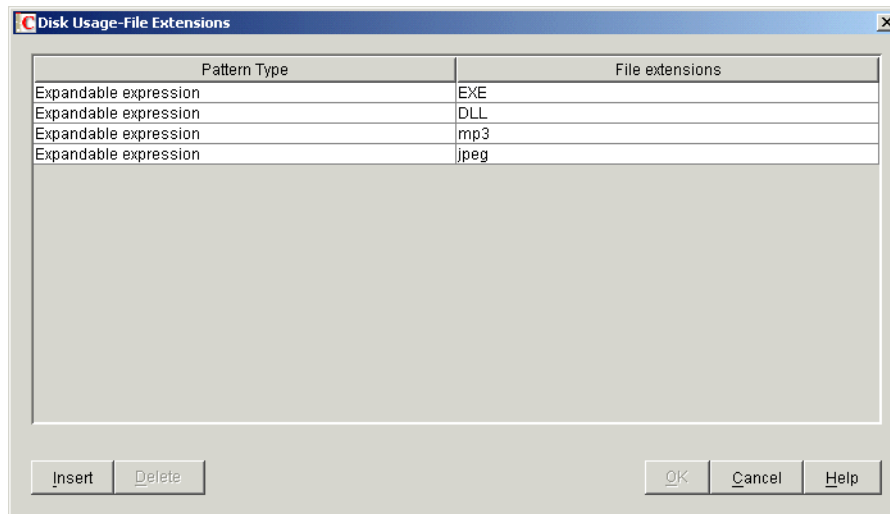 C Disk Usage-File Extensions
Pattern Type File extensions
Expandable expression EXE
Expandable expression DLL
Expandable expression mp3
Expandable expression jpeg
Insert Delete OK Cancel Help